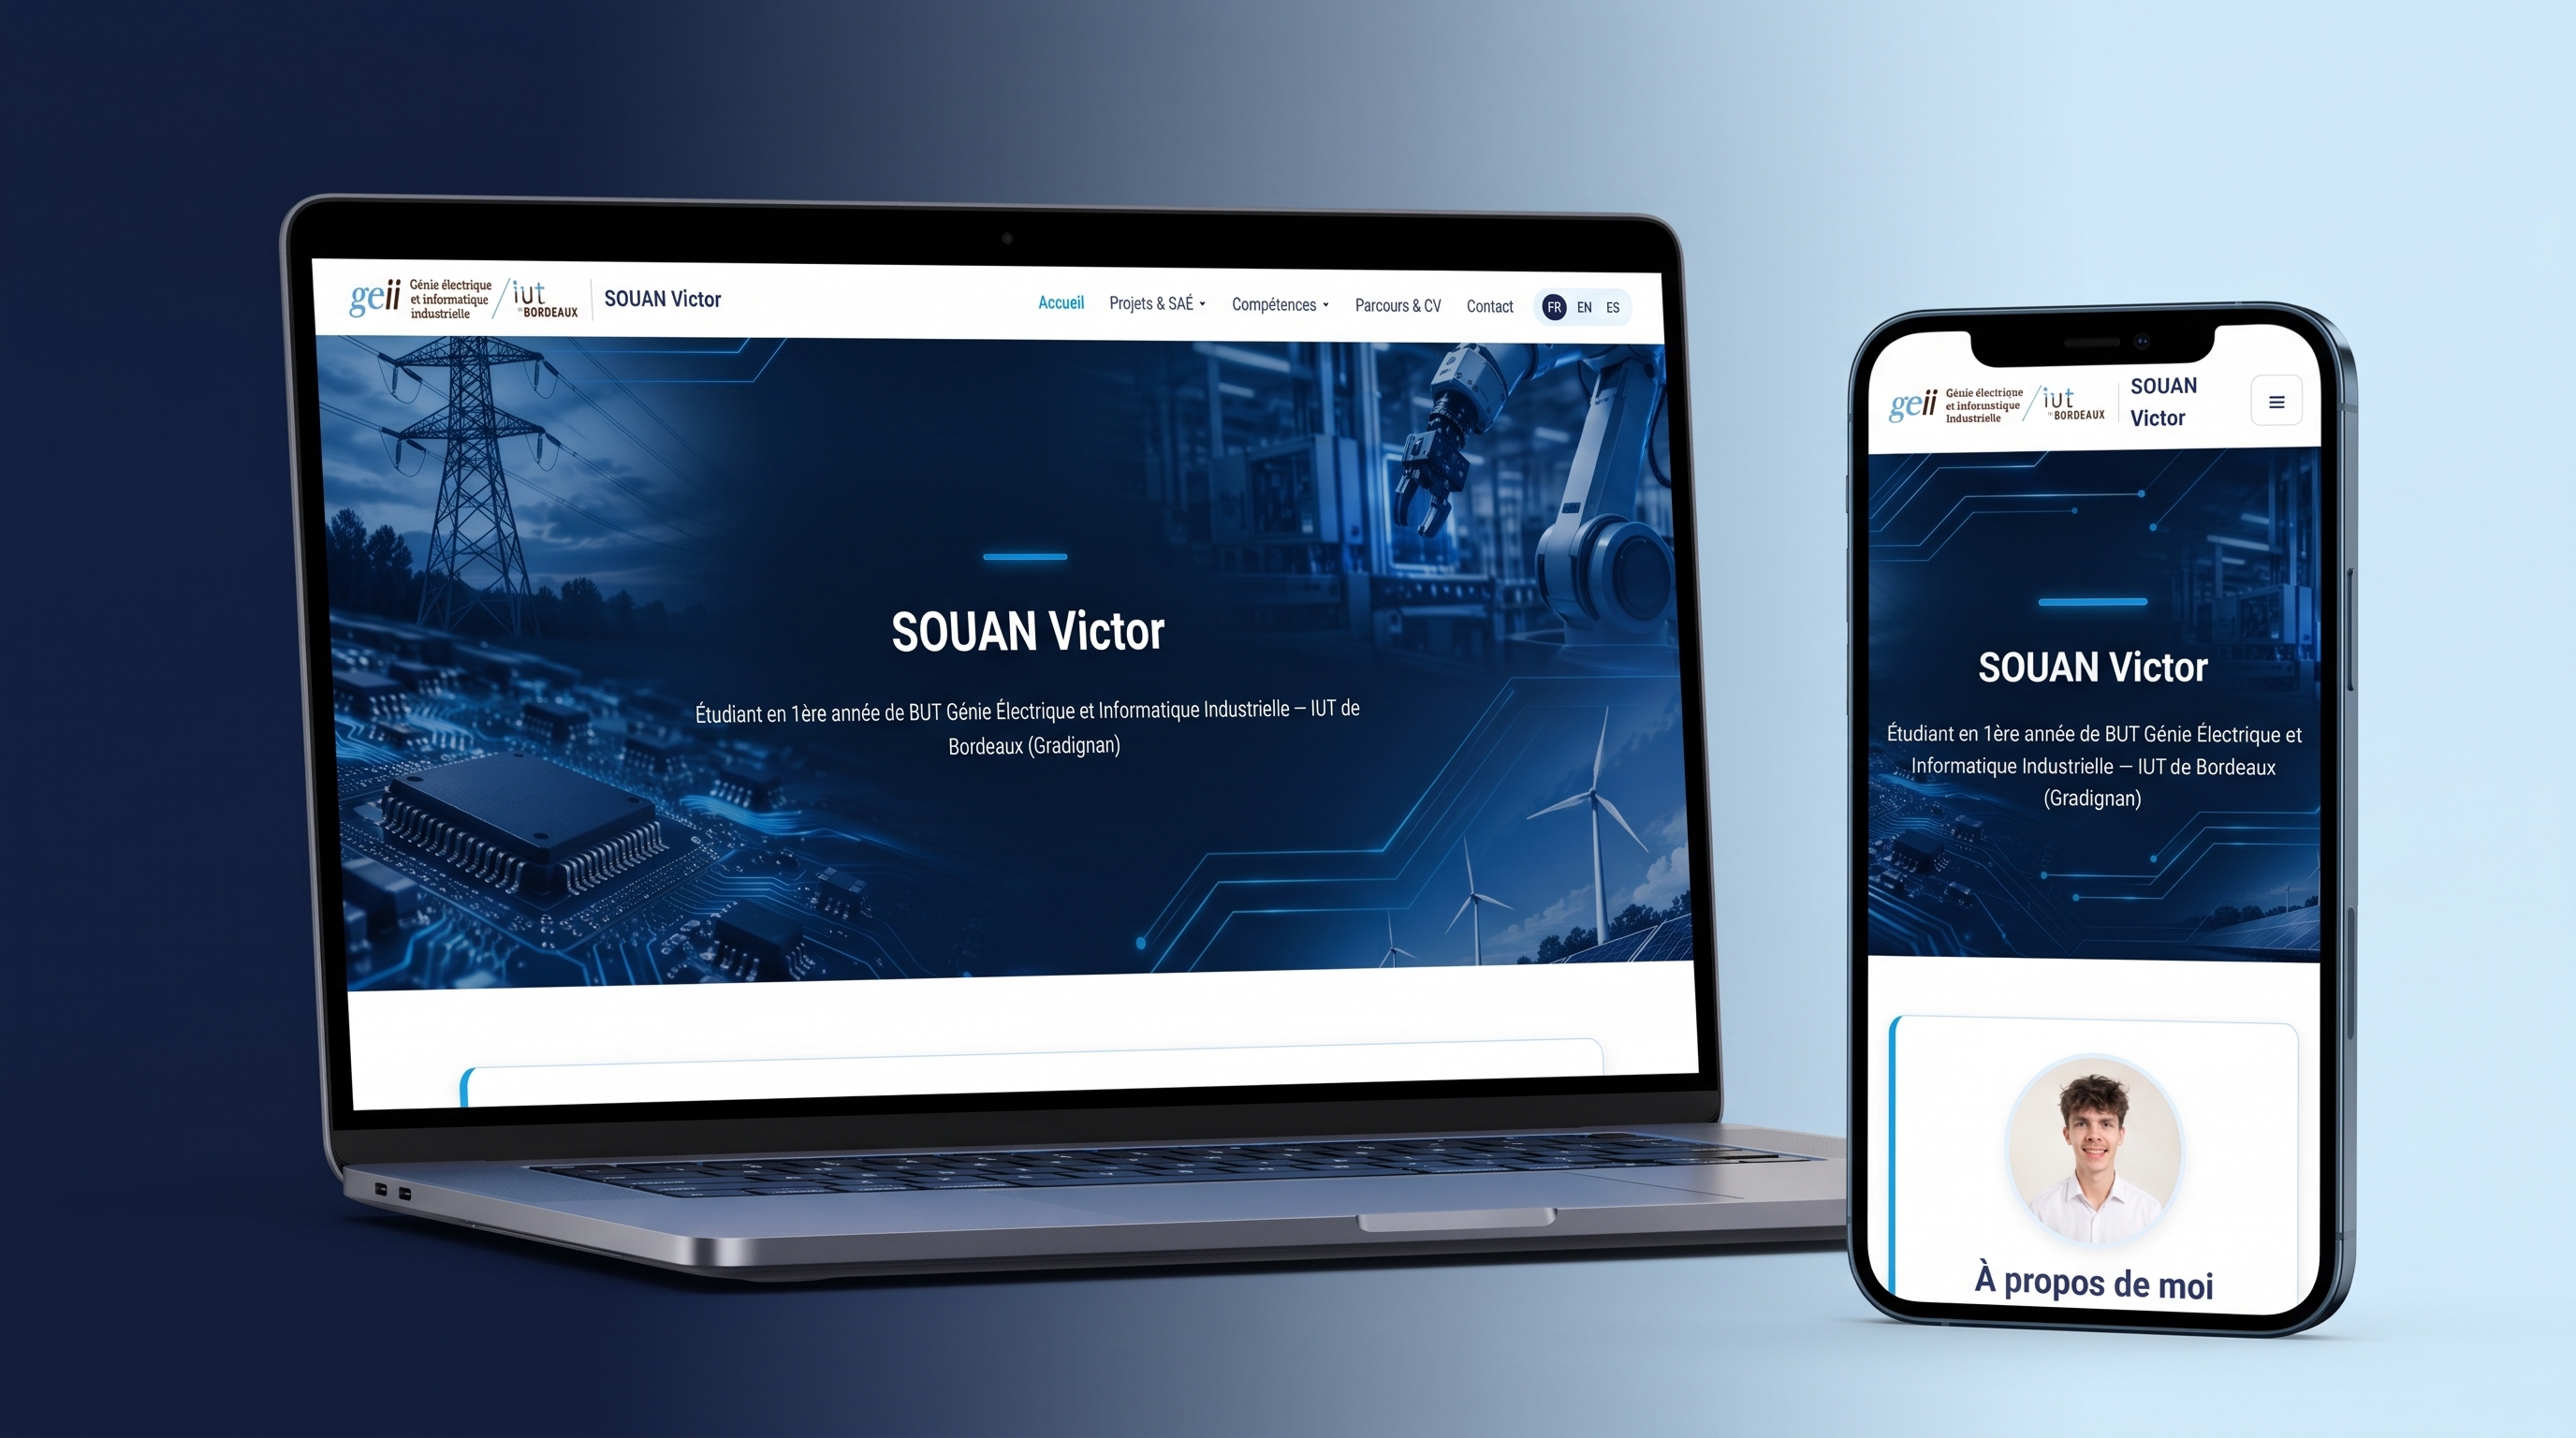 geii Génie électrique
et informatique
industrielle
iut
DE BORDEAUX
SOUAN Victor
Accueil Projets & SAÉ Compétences Parcours & CV Contact FR EN ES
SOUAN Victor
Étudiant en 1ère année de BUT Génie Électrique et Informatique Industrielle – IUT de
Bordeaux (Gradignan)
geii Génie électrique
et inforunstique
Industrielle
iut
BORDEAUX
SOUAN
Victor
SOUAN Victor
Étudiant en 1ère année de BUT Génie Électrique et
Informatique Industrielle – IUT de Bordeaux
(Gradignan)
À propos de moi